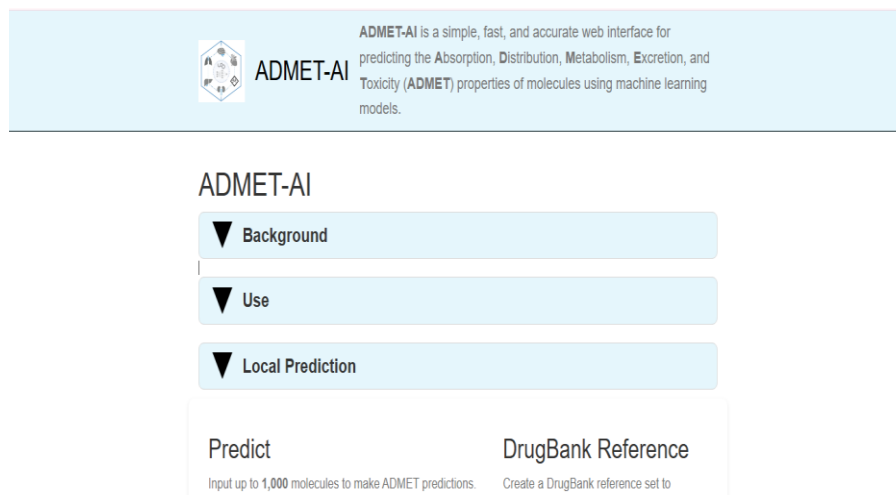 ADMET-AI is a simple, fast, and accurate web interface for
predicting the Absorption, Distribution, Metabolism, Excretion, and
Toxicity (ADMET) properties of molecules using machine learning
models.
ADMET-AI
ADMET-AI
Background
Use
Local Prediction
Predict
Input up to 1,000 molecules to make ADMET predictions.
DrugBank Reference
Create a DrugBank reference set to